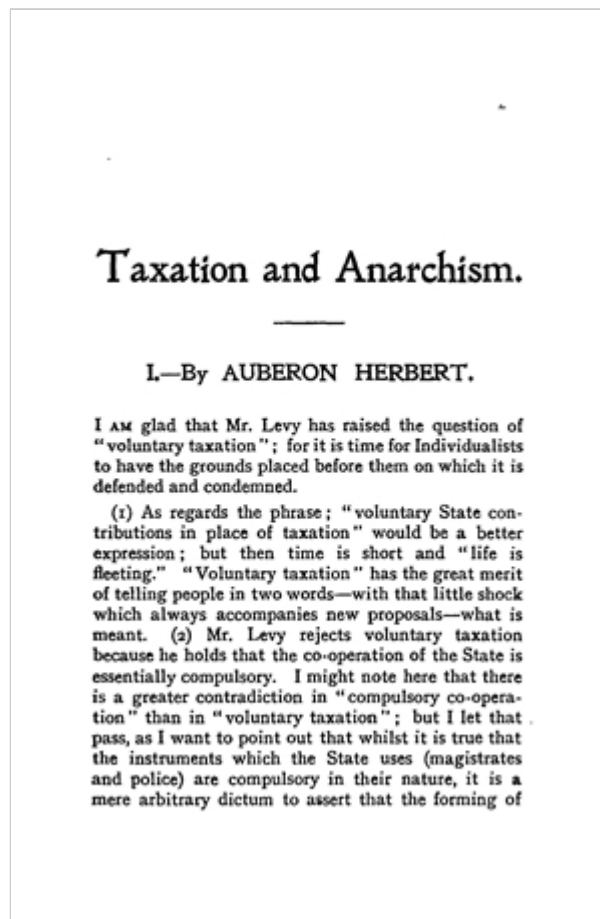 Taxation and Anarchism.
I.—By AUBERON HERBERT.
I AM glad that Mr. Levy has raised the question of
“voluntary taxation”; for it is time for Individualists
to have the grounds placed before them on which it is
defended and condemned.
(1) As regards the phrase; “voluntary State con-
tributions in place of taxation” would be a better
expression; but then time is short and “life is
fleeting.” “Voluntary taxation” has the great merit
of telling people in two words—with that little shock
which always accompanies new proposals—what is
meant. (2) Mr. Levy rejects voluntary taxation
because he holds that the co-operation of the State is
essentially compulsory. I might note here that there
is a greater contradiction in “compulsory co-opera-
tion” than in “voluntary taxation”; but I let that
pass, as I want to point out that whilst it is true that
the instruments which the State uses (magistrates
and police) are compulsory in their nature, it is a
mere arbitrary dictum to assert that the forming of